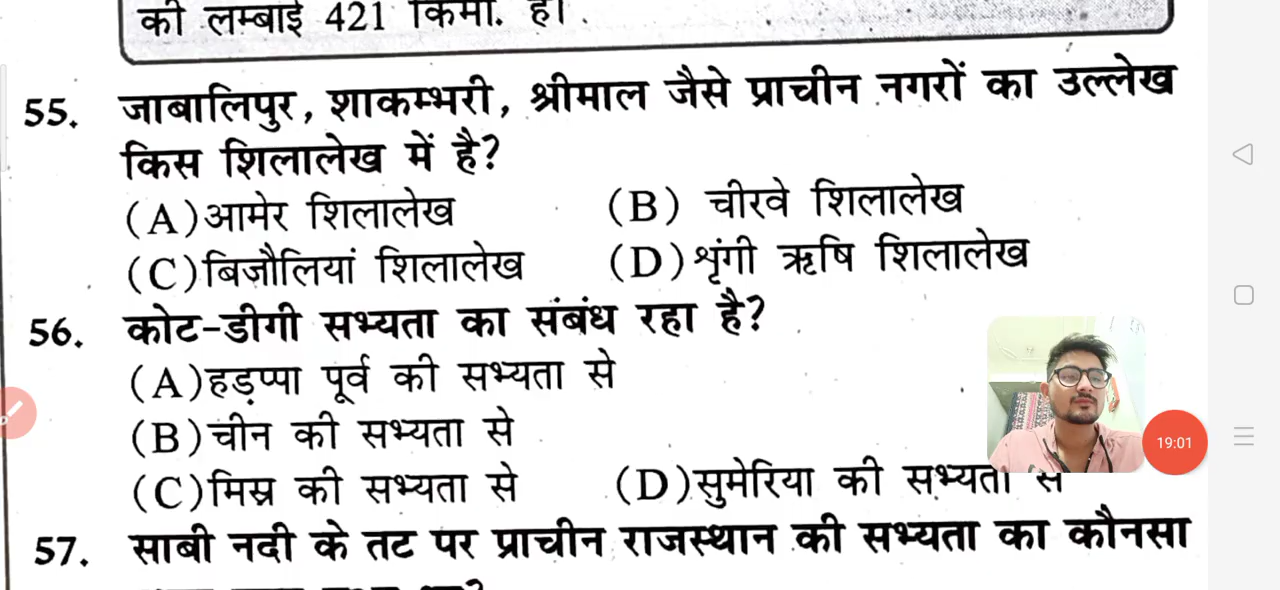 की लम्बाई 421 किमी. है।
55. जाबालिपुर, शाकम्भरी, श्रीमाल जैसे प्राचीन नगरों का उल्लेख
किस शिलालेख में है?
(A) आमेर शिलालेख (B) चीरवे शिलालेख
(C) बिजौलियां शिलालेख (D) शृंगी ऋषि शिलालेख
56. कोट-डीगी सभ्यता का संबंध रहा है?
(A) हड़प्पा पूर्व की सभ्यता से
(B) चीन की सभ्यता से
(C) मिस्र की सभ्यता से (D) सुमेरिया की सभ्यता से
19:01
57. साबी नदी के तट पर प्राचीन राजस्थान की सभ्यता का कौनसा